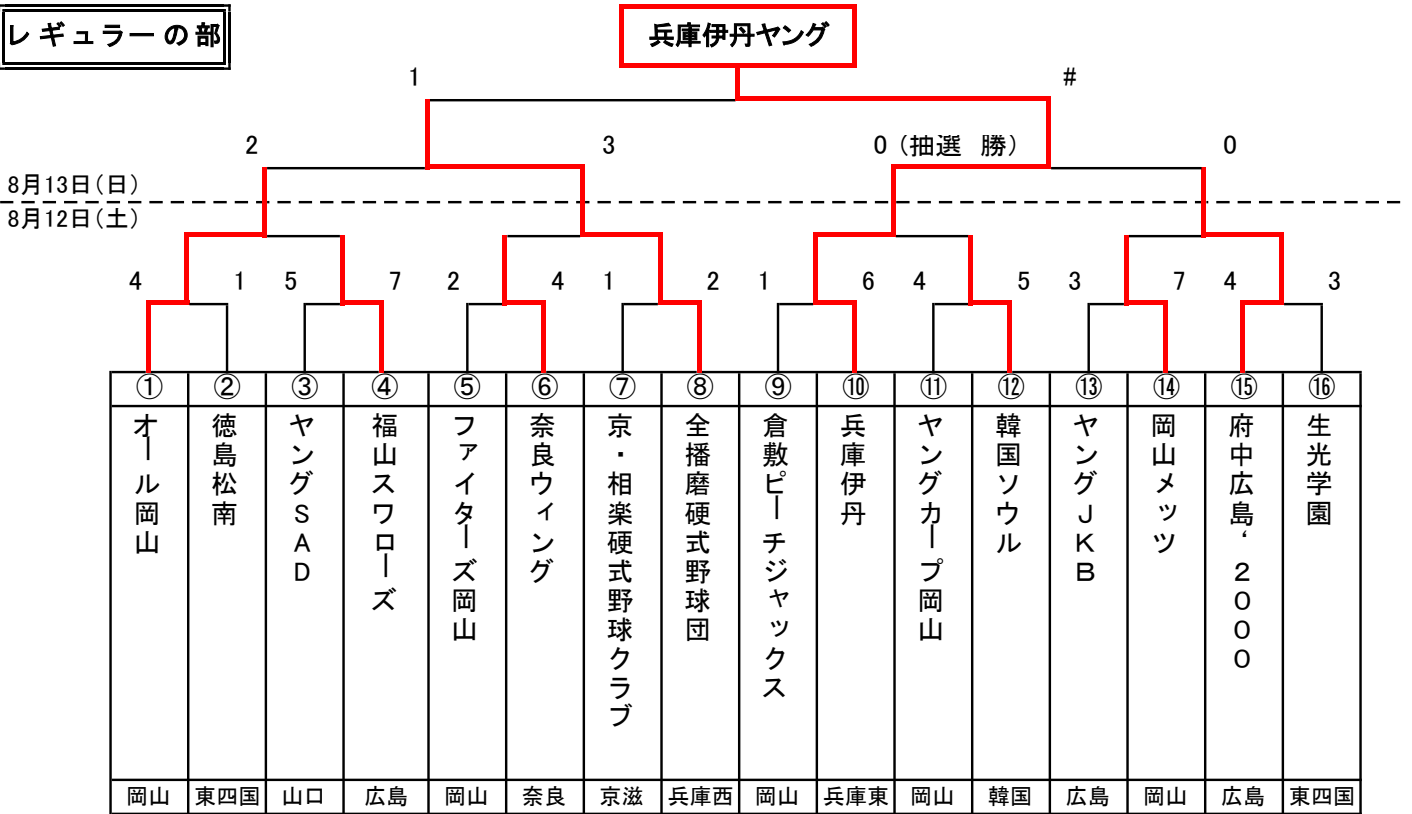 レギュラーの部
兵庫伊丹ヤング
1 #
2 3 0(抽選 勝) 0
8月13日(日)
8月12日(土)
4 1 5 7 2 4 1 2 1 6 4 5 3 7 4 3
① ② ③ ④ ⑤ ⑥ ⑦ ⑧ ⑨ ⑩ ⑪ ⑫ ⑬ ⑭ ⑮ ⑯
オール岡山
徳島松南
ヤングSAD
福山スワローズ
ファイターズ岡山
奈良ウィング
京・相楽硬式野球クラブ
全播磨硬式野球団
倉敷ピーチジャックス
兵庫伊丹
ヤングカープ岡山
韓国ソウル
ヤングJKB
岡山メッツ
府中広島‘2000
生光学園
岡山 東四国 山口 広島 岡山 奈良 京滋 兵庫西 岡山 兵庫東 岡山 韓国 広島 岡山 広島 東四国